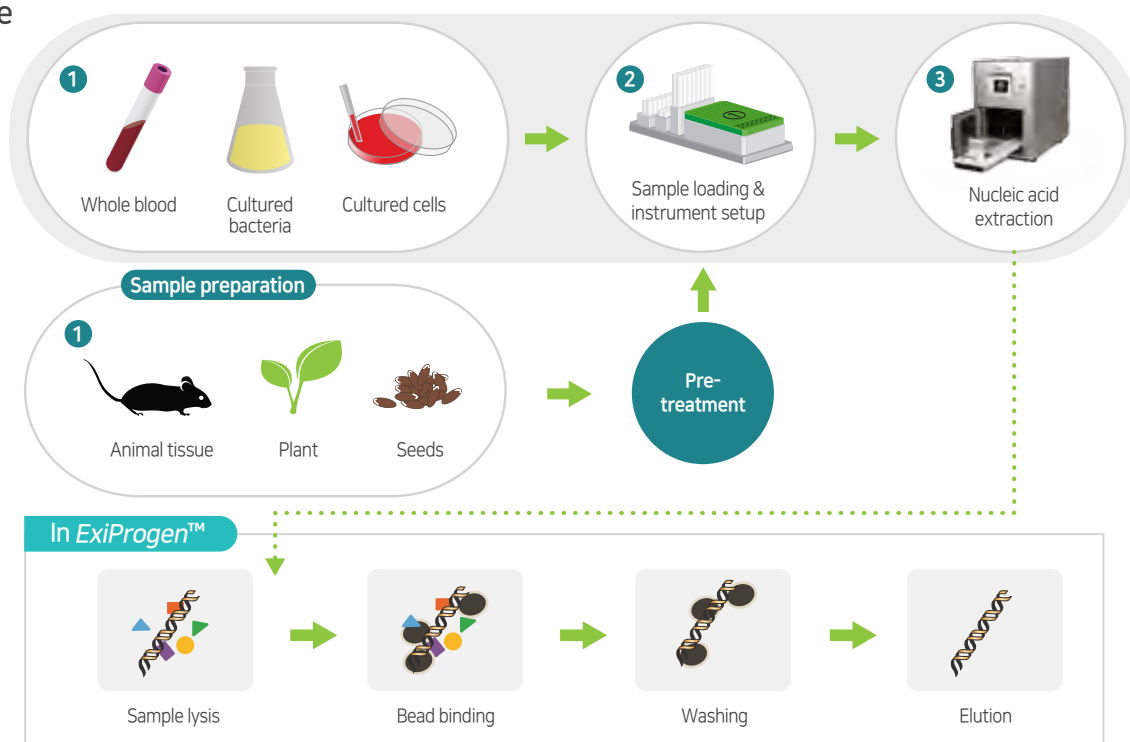 e
1
Whole blood
Cultured
bacteria
Cultured cells
2
Sample loading &
instrument setup
3
Nucleic acid
extraction
Sample preparation
1
Animal tissue
Plant
Seeds
Pre-
treatment
In ExiProgen™
Sample lysis
Bead binding
Washing
Elution